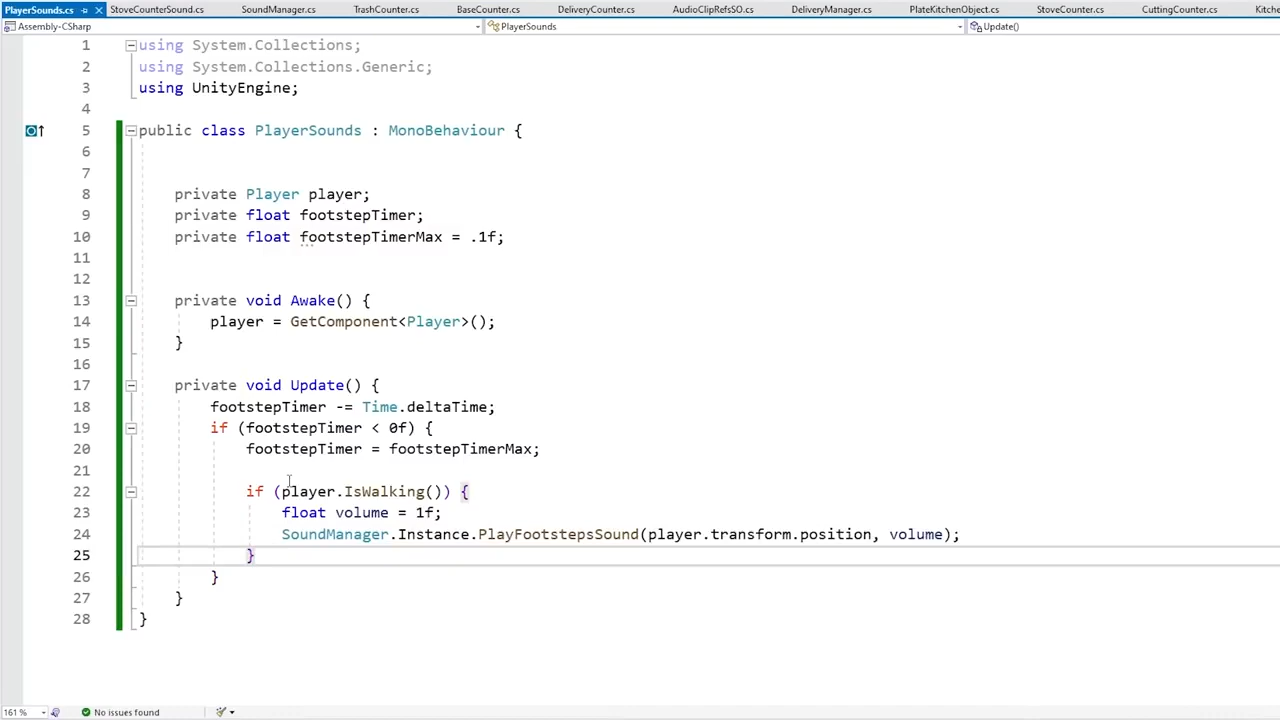 PlayerSounds.cs StoveCounterSound.cs SoundManager.cs TrashCounter.cs BaseCounter.cs DeliveryCounter.cs AudioClipRefsSO.cs DeliveryManager.cs PlateKitchenObject.cs StoveCounter.cs CuttingCounter.cs Kitche
Assembly-CSharp PlayerSounds Update()
1 using System.Collections;
2 using System.Collections.Generic;
3 using UnityEngine;
4
5 public class PlayerSounds : MonoBehaviour {
6
7
8 private Player player;
9 private float footstepTimer;
10 private float footstepTimerMax = .1f;
11
12
13 private void Awake() {
14 player = GetComponent<Player>();
15 }
16
17 private void Update() {
18 footstepTimer -= Time.deltaTime;
19 if (footstepTimer < 0f) {
20 footstepTimer = footstepTimerMax;
21
22 if (player.IsWalking()) {
23 float volume = 1f;
24 SoundManager.Instance.PlayFootstepsSound(player.transform.position, volume);
25 }
26 }
27 }
28 }
161 % No issues found